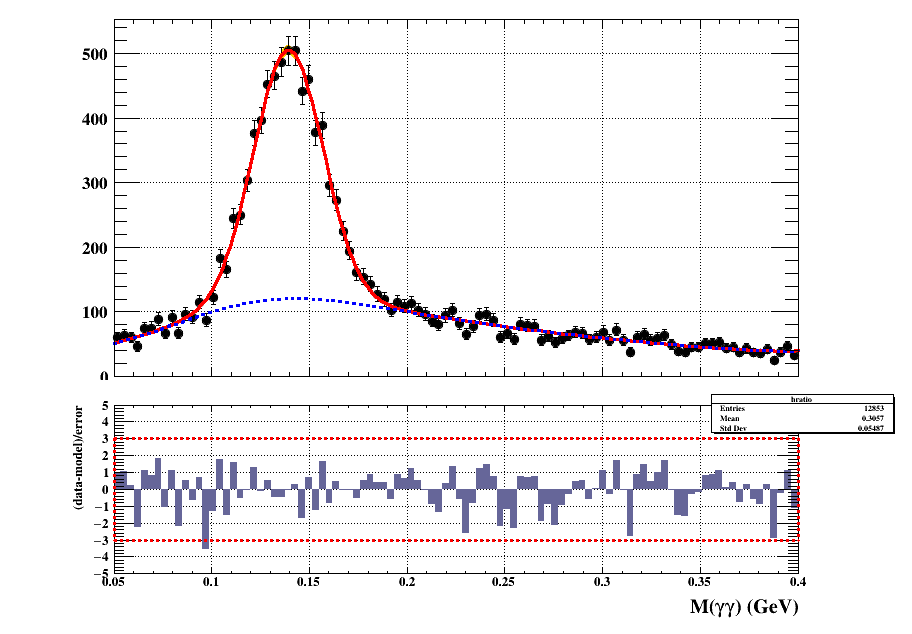 500
400
300
200
100
0
(data-model)/error
5
4
3
2
1
0
−1
−2
−3
−4
−5
hratio
Entries 12853
Mean 0.3057
Std Dev 0.05487
0.05 0.1 0.15 0.2 0.25 0.3 0.35 0.4
M(γγ) (GeV)